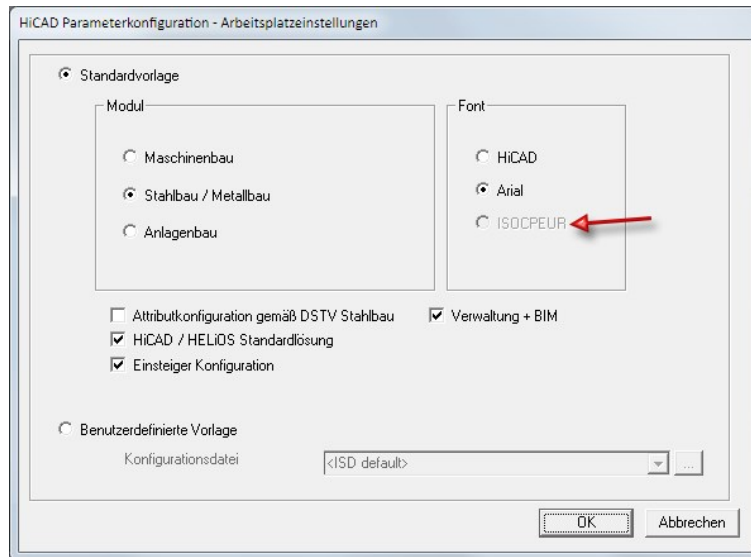 HiCAD Parameterkonfiguration - Arbeitsplatzeinstellungen
Standardvorlage
Modul
Maschinenbau
Stahlbau / Metallbau
Anlagenbau
Font
HiCAD
Arial
ISOCPEUR
Attributkonfiguration gemäß DSTV Stahlbau
Verwaltung + BIM
HiCAD / HELiOS Standardlösung
Einsteiger Konfiguration
Benutzerdefinierte Vorlage
Konfigurationsdatei
<ISD default>
...
OK
Abbrechen